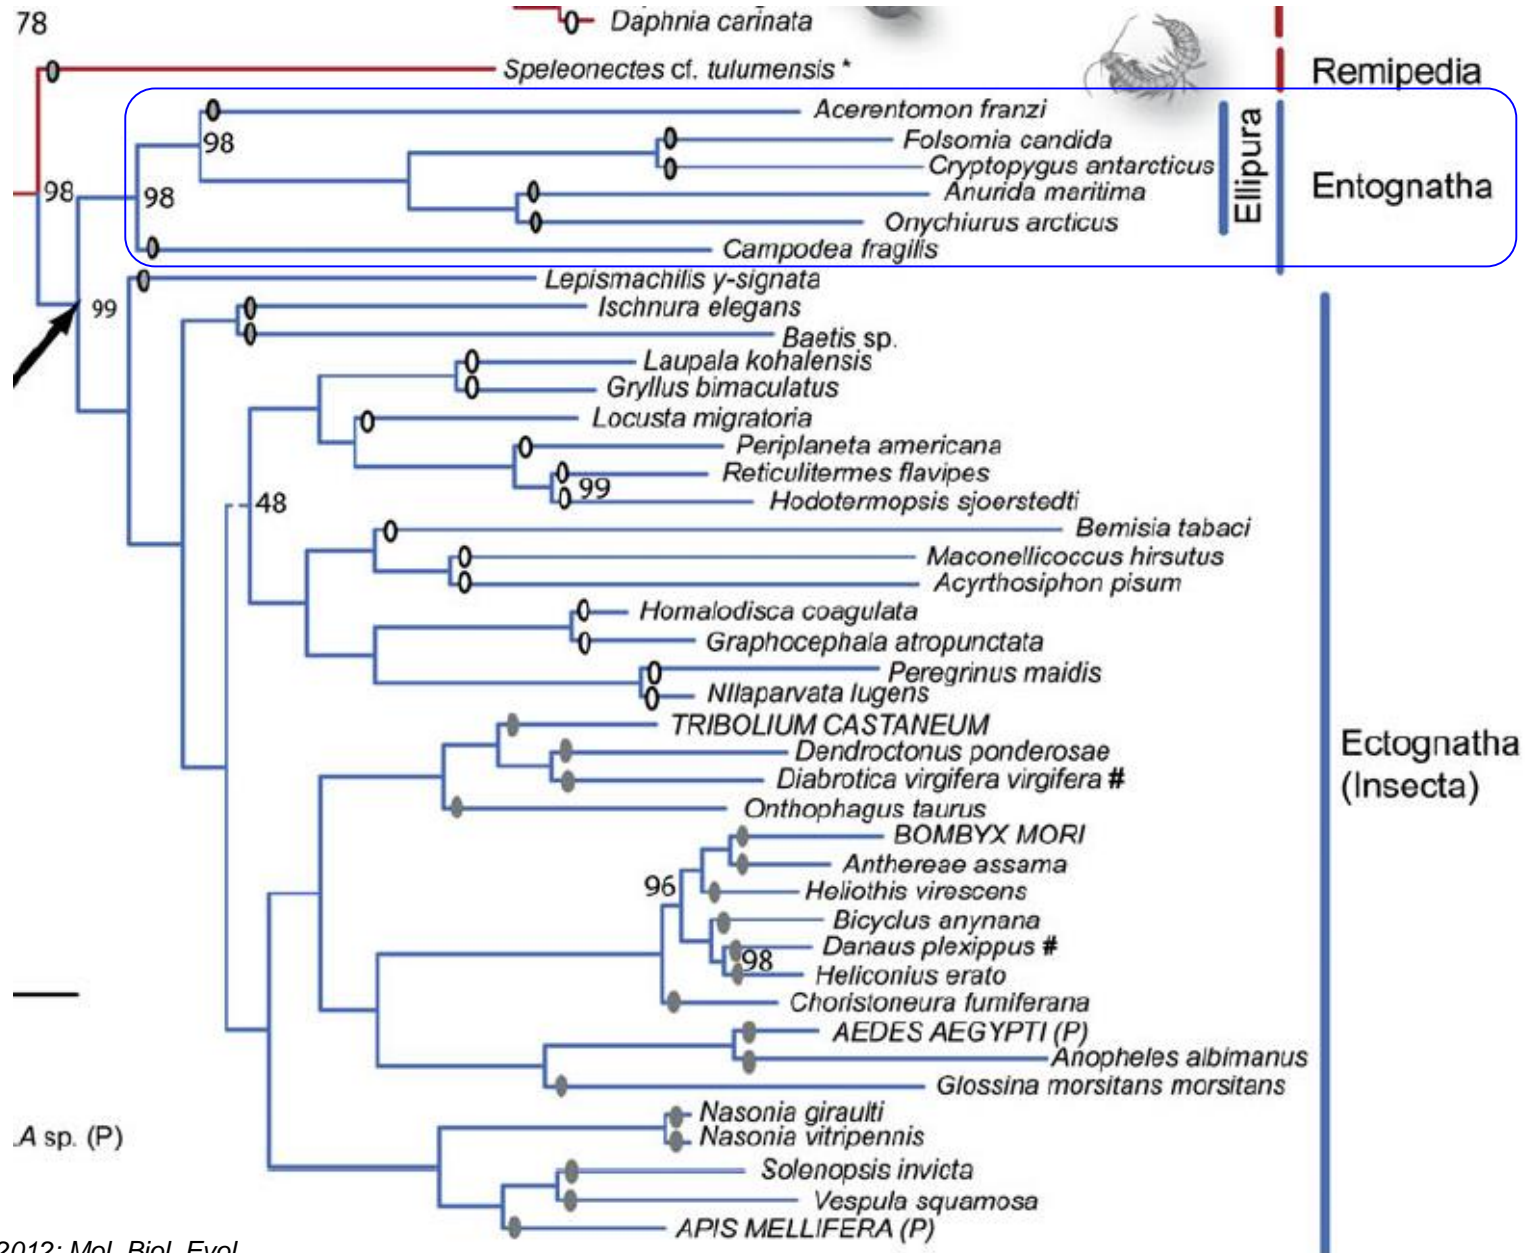 78
Daphnia carinata
Speleonectes cf. tulumensis *
Remipedia
Acerentomon franzi
98
Folsomia candida
Cryptopygus antarcticus
98
98
Anurida maritima
Ellipura
Entognatha
Onychiurus arcticus
Campodea fragilis
Lepismachilis y-signata
99
Ischnura elegans
Baetis sp.
Laupala kohalensis
Gryllus bimaculatus
Locusta migratoria
Periplaneta americana
Reticulitermes flavipes
99
48
Hodotermopsis sjoerstedti
Bemisia tabaci
Maconellicoccus hirsutus
Acyrthosiphon pisum
Homalodisca coagulata
Graphocephala atropunctata
Peregrinus maidis
NIlaparvata lugens
TRIBOLIUM CASTANEUM
Dendroctonus ponderosae
Ectognatha
(Insecta)
Diabrotica virgifera virgifera #
Onthophagus taurus
BOMBYX MORI
Anthereae assama
96
Heliothis virescens
Bicyclus anynana
Danaus plexippus #
98
Heliconius erato
Choristoneura fumiferana
AEDES AEGYPTI (P)
Anopheles albimanus
Glossina morsitans morsitans
Nasonia giraulti
Nasonia vitripennis
.A sp. (P)
Solenopsis invicta
Vespula squamosa
APIS MELLIFERA (P)
2012; Mol. Biol. Evol.